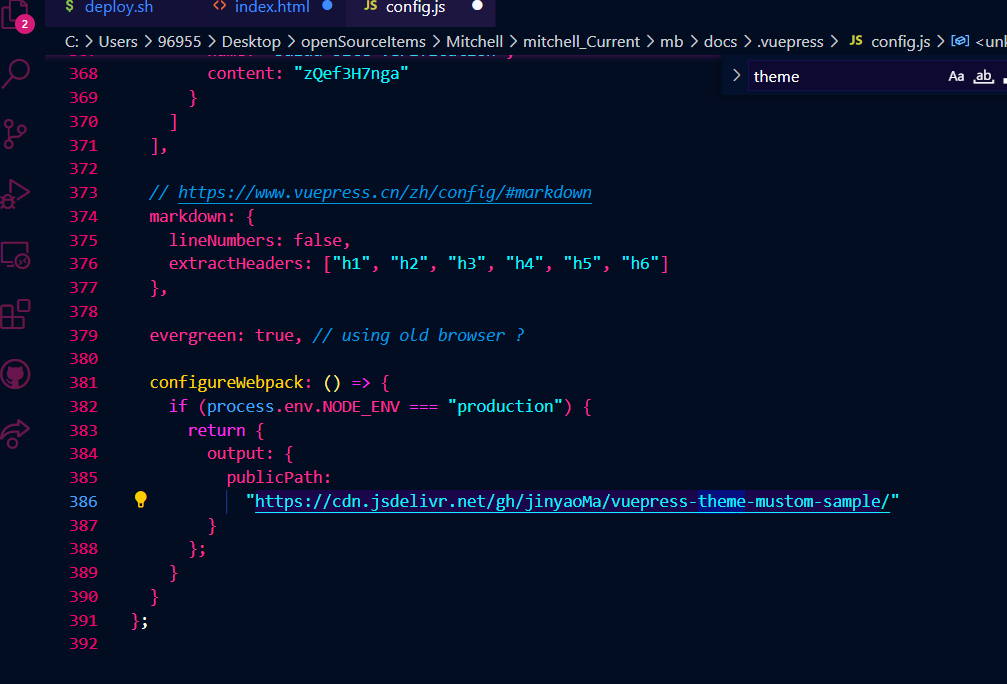 2
$ deploy.sh <> index.html JS config.js
C: > Users > 96955 > Desktop > openSourceItems > Mitchell > mitchell_Current > mb > docs > .vuepress > JS config.js >
theme Aa ab
368 content: "zQef3H7nga"
369 }
370 ]
371 ],
372
373 // https://www.vuepress.cn/zh/config/#markdown
374 markdown: {
375 lineNumbers: false,
376 extractHeaders: ["h1", "h2", "h3", "h4", "h5", "h6"]
377 },
378
379 evergreen: true, // using old browser ?
380
381 configureWebpack: () => {
382 if (process.env.NODE_ENV === "production") {
383 return {
384 output: {
385 publicPath:
386 "https://cdn.jsdelivr.net/gh/jinyaoMa/vuepress-theme-mustom-sample/"
387 }
388 };
389 }
390 }
391 };
392